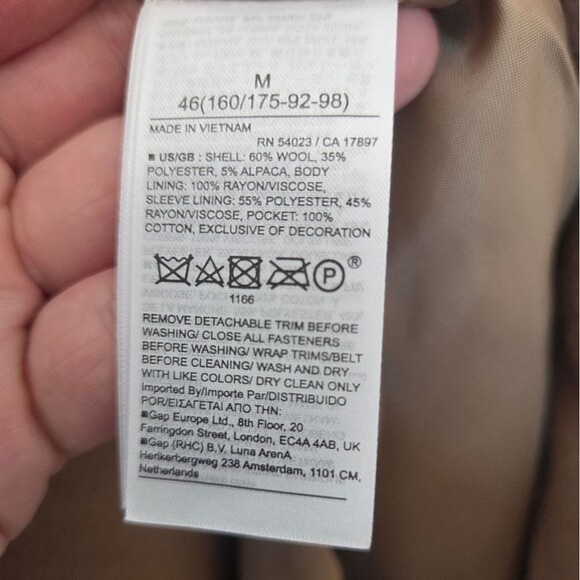 M
46(160/175-92-98)
MADE IN VIETNAM
RN 54023 / CA 17897
■ US/GB : SHELL: 60% WOOL, 35%
POLYESTER, 5% ALPACA, BODY
LINING: 100% RAYON/VISCOSE,
SLEEVE LINING: 55% POLYESTER, 45%
RAYON/VISCOSE, POCKET: 100%
COTTON, EXCLUSIVE OF DECORATION
P ®
1166
REMOVE DETACHABLE TRIM BEFORE
WASHING/ CLOSE ALL FASTENERS
BEFORE WASHING/ WRAP TRIMS/BELT
BEFORE CLEANING/ WASH AND DRY
WITH LIKE COLORS/ DRY CLEAN ONLY
Imported By/Importe Par/DISTRIBUIDO
POR/ΕΙΣΑΓΕΤΑΙ ΑΠΟ ΤΗΝ:
■Gap Europe Ltd., 8th Floor, 20
Farringdon Street, London, EC4A 4AB, UK
■Gap (RHC) B.V. Luna ArenA
Herikerbergweg 238 Amsterdam, 1101 CM,
Netherlands